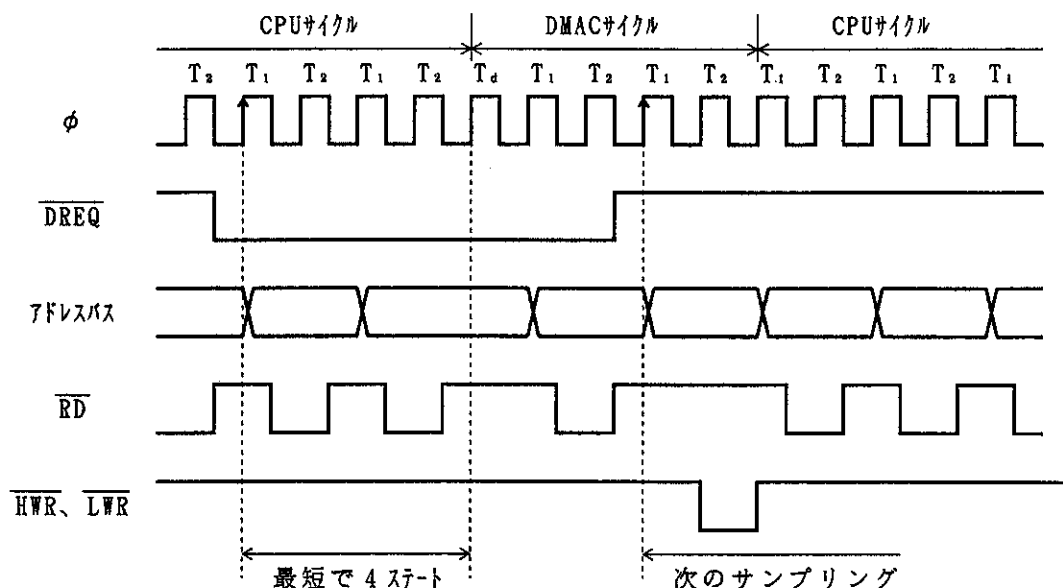 CPUサイクル DMACサイクル CPUサイクル
T₂ T₁ T₂ T₁ T₂ T_d T₁ T₂ T₁ T₂ T₁ T₂ T₁ T₂ T₁
φ
DREQ
アドレスバス
RD
HWR、LWR
最短で4ステート 次のサンプリング